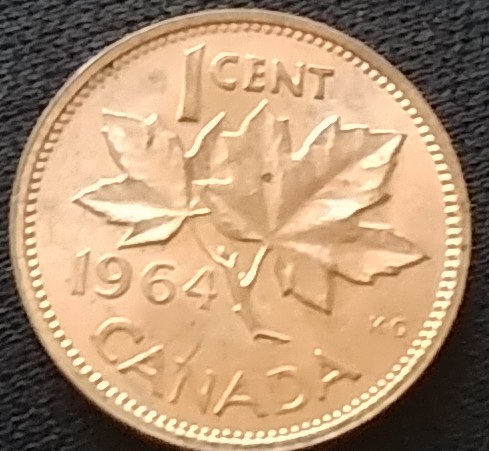 1 CENT
1964
KG
CANADA